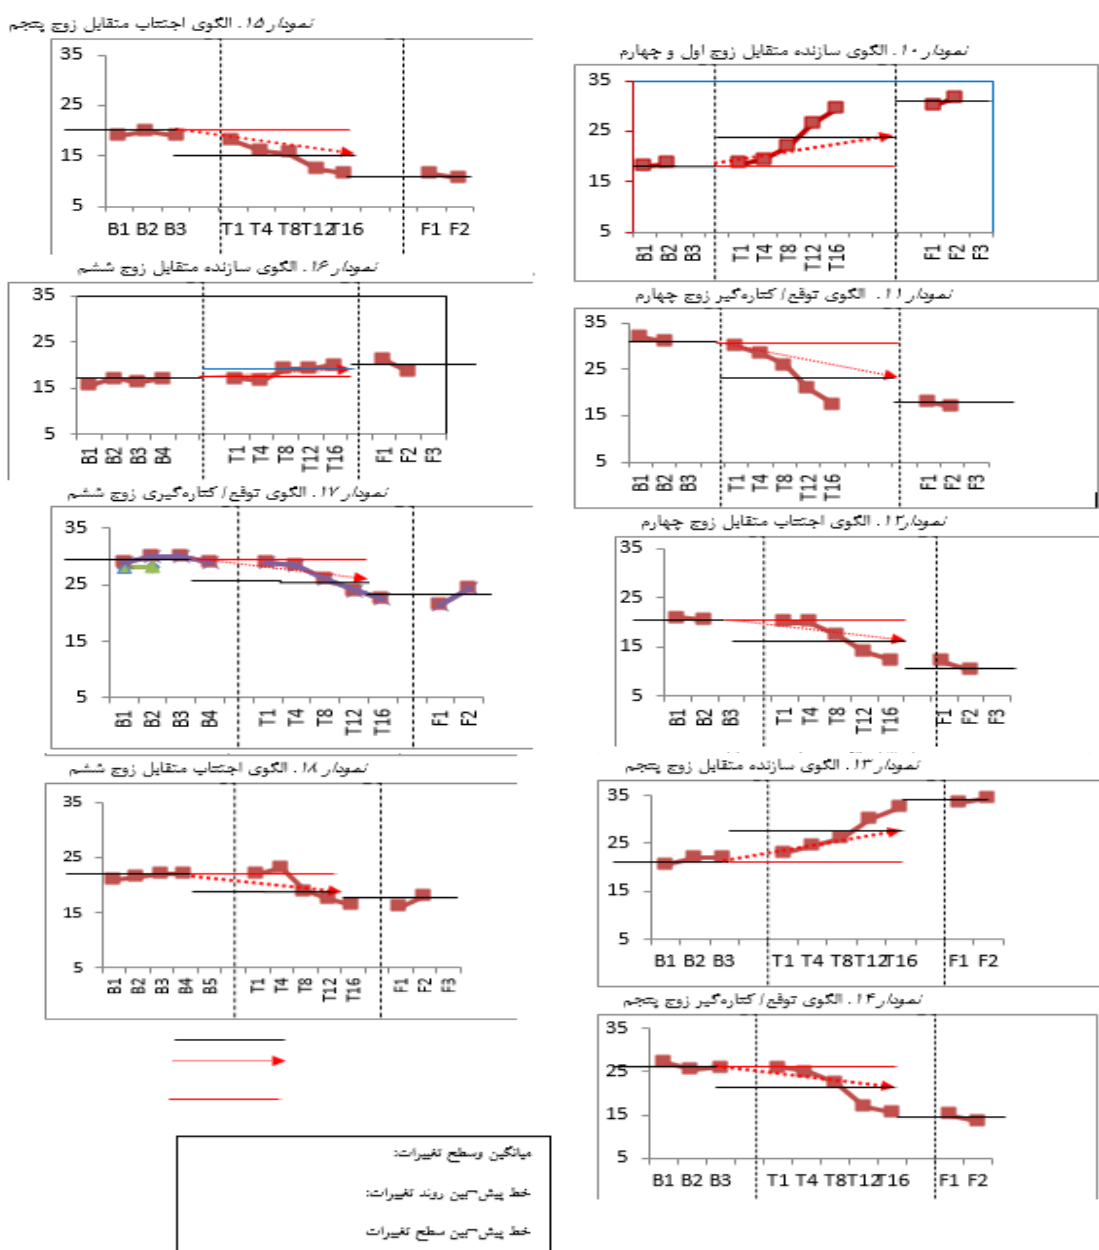 نمودار ۱۰. الگوی سازنده متقابل زوج اول و چهارم
35
25
15
5
B1 B2 B3 T1 T4 T8 T12 T16 F1 F2 F3
نمودار ۱۱. الگوی توقع/ کناره‌گیر زوج چهارم
35
25
15
5
B1 B2 B3 T1 T4 T8 T12 T16 F1 F2 F3
نمودار۱۲. الگوی اجتناب متقابل زوج چهارم
35
25
15
5
B1 B2 B3 T1 T4 T8 T12 T16 F1 F2 F3
نمودار ۱۳. الگوی سازنده متقابل زوج پنجم
35
25
15
5
B1 B2 B3 T1 T4 T8 T12 T16 F1 F2
نمودار ۱۴. الگوی توقع/ کناره‌گیر زوج پنجم
35
25
15
5
B1 B2 B3 T1 T4 T8 T12 T16 F1 F2
نمودار ۱۵. الگوی اجتناب متقابل زوج پنجم
35
25
15
5
B1 B2 B3 T1 T4 T8 T12 T16 F1 F2
نمودار ۱۶. الگوی سازنده متقابل زوج ششم
35
25
15
5
B1 B2 B3 B4 T1 T4 T8 T12 T16 F1 F2 F3
نمودار ۱۷. الگوی توقع/ کناره‌گیری زوج ششم
35
25
15
5
B1 B2 B3 B4 T1 T4 T8 T12 T16 F1 F2
نمودار ۱۸. الگوی اجتناب متقابل زوج ششم
35
25
15
5
B1 B2 B3 B4 B5 T1 T4 T8 T12 T16 F1 F2 F3
میانگین وسطح تغییرات:
خط پیش–بین روند تغییرات:
خط پیش–بین سطح تغییرات